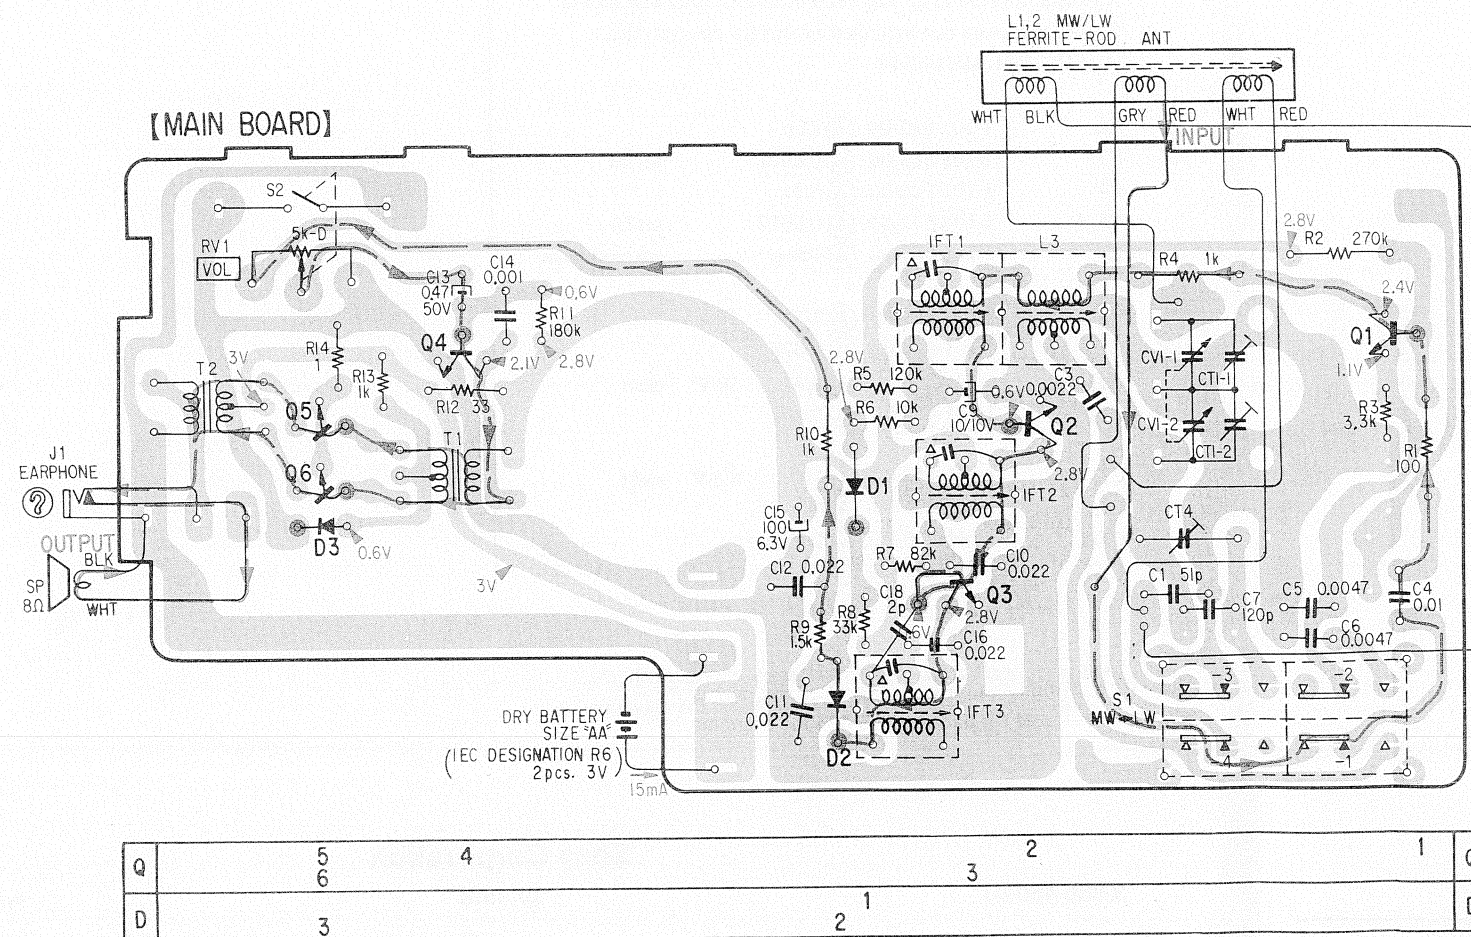 L1,2 MW/LW
FERRITE-ROD ANT
WHT BLK GRY RED WHT RED
【MAIN BOARD】
INPUT
S2
RV1
VOL
5k-D
C13
0.47
50V
C14
0.001
0.6V
R11
180k
Q4
2.1V
2.8V
R14
1
R13
1k
R12 33
T2
3V
Q5
Q6
T1
J1
EARPHONE
OUTPUT
BLK
SP
8Ω
WHT
D3
0.6V
3V
IFT1
L3
R4 1k
2.8V
R2 270k
2.4V
Q1
1.1V
CV1-1
CT1-1
CV1-2
CT1-2
R3
3.3k
R1
100
2.8V
R5 120k
R6 10k
C9
10/10V
0.6V
C3
0.0022
Q2
2.8V
R10
1k
D1
IFT2
C15
100
6.3V
C12 0.022
R7 82k
C10
0.022
C18
2p
Q3
2.8V
R8
33k
R9
1.5k
.6V
C16
0.022
CT4
C1 51p
C7
120p
C5 0.0047
C6
0.0047
C4
0.01
C11
0.022
D2
IFT3
S1
MW↔LW
-3
-2
-4
-1
DRY BATTERY
SIZE "AA"
(IEC DESIGNATION R6)
2pcs. 3V
15mA
Q 5 4 2 1
6 3
D 1
3 2